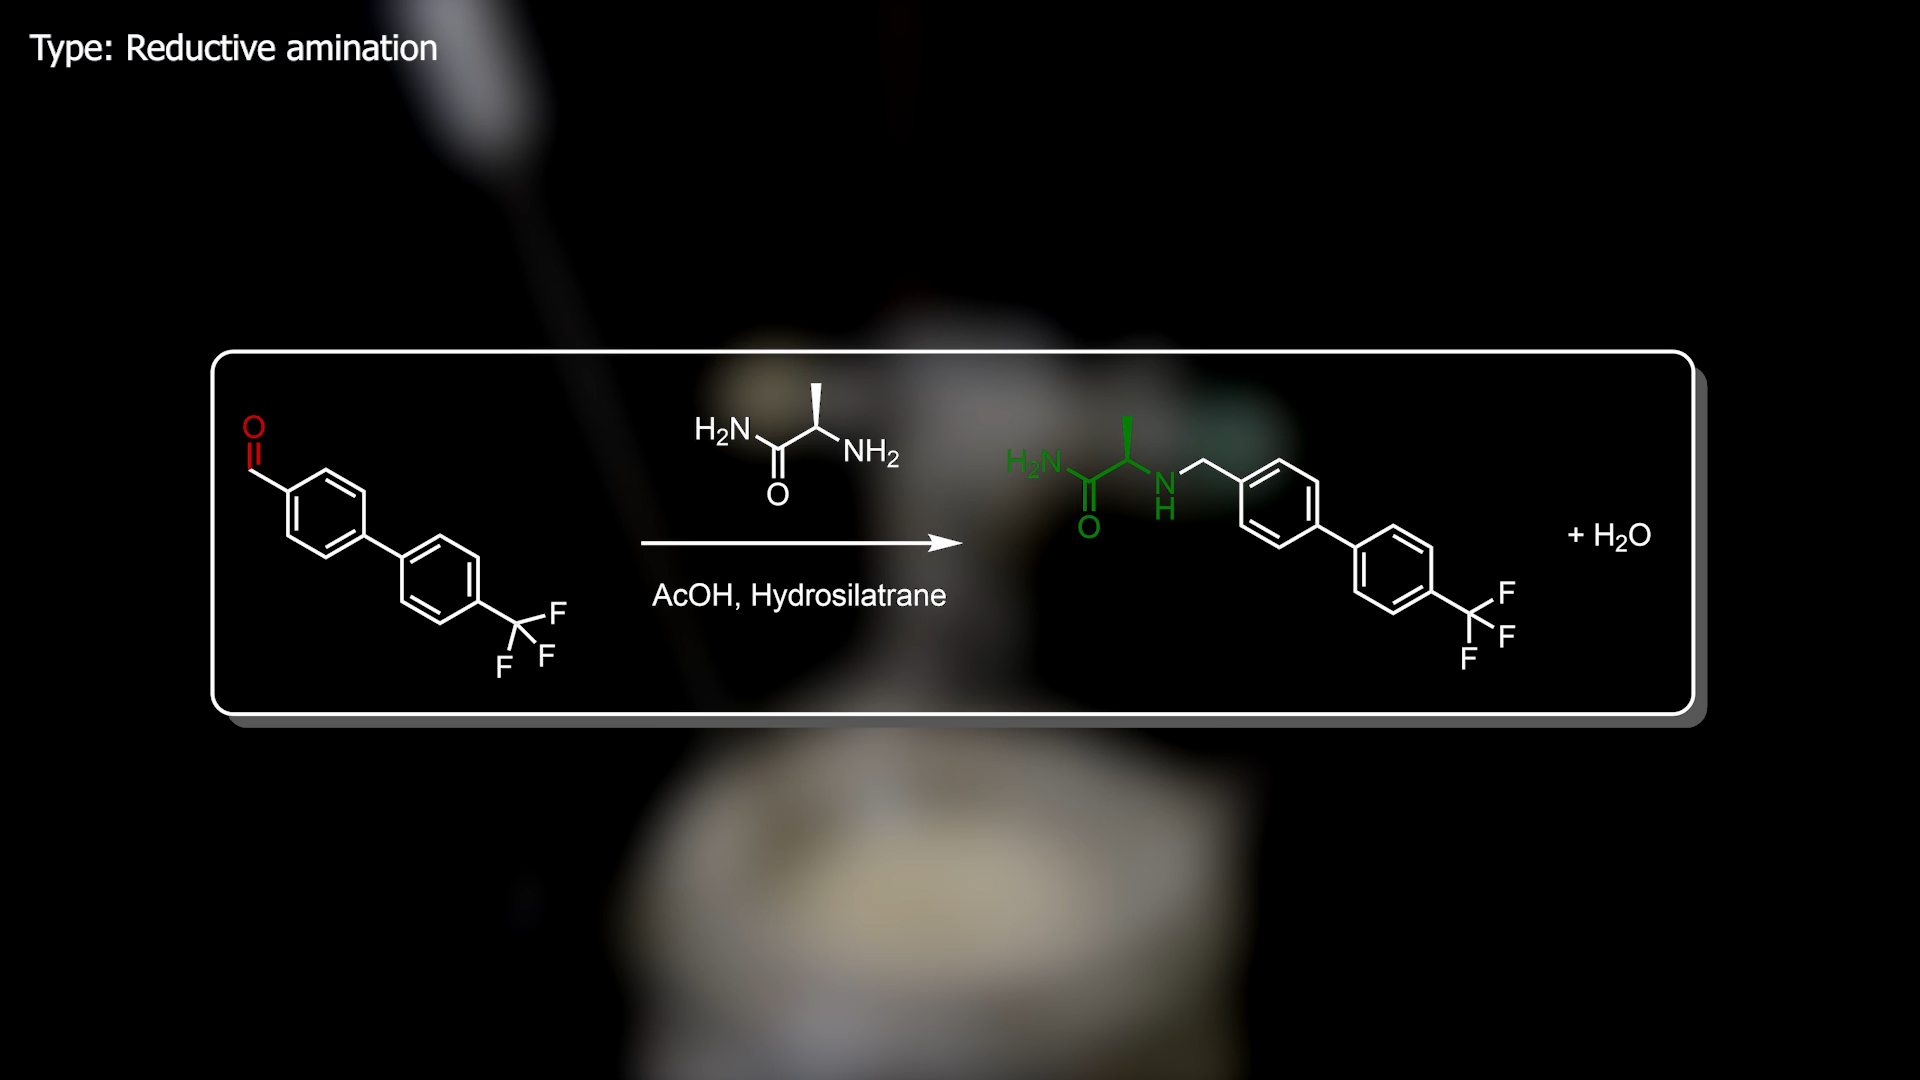 Type: Reductive amination
O
F
F
F
H₂N
NH₂
O
AcOH, Hydrosilatrane
H₂N
O
N
H
F
F
F
+ H₂O